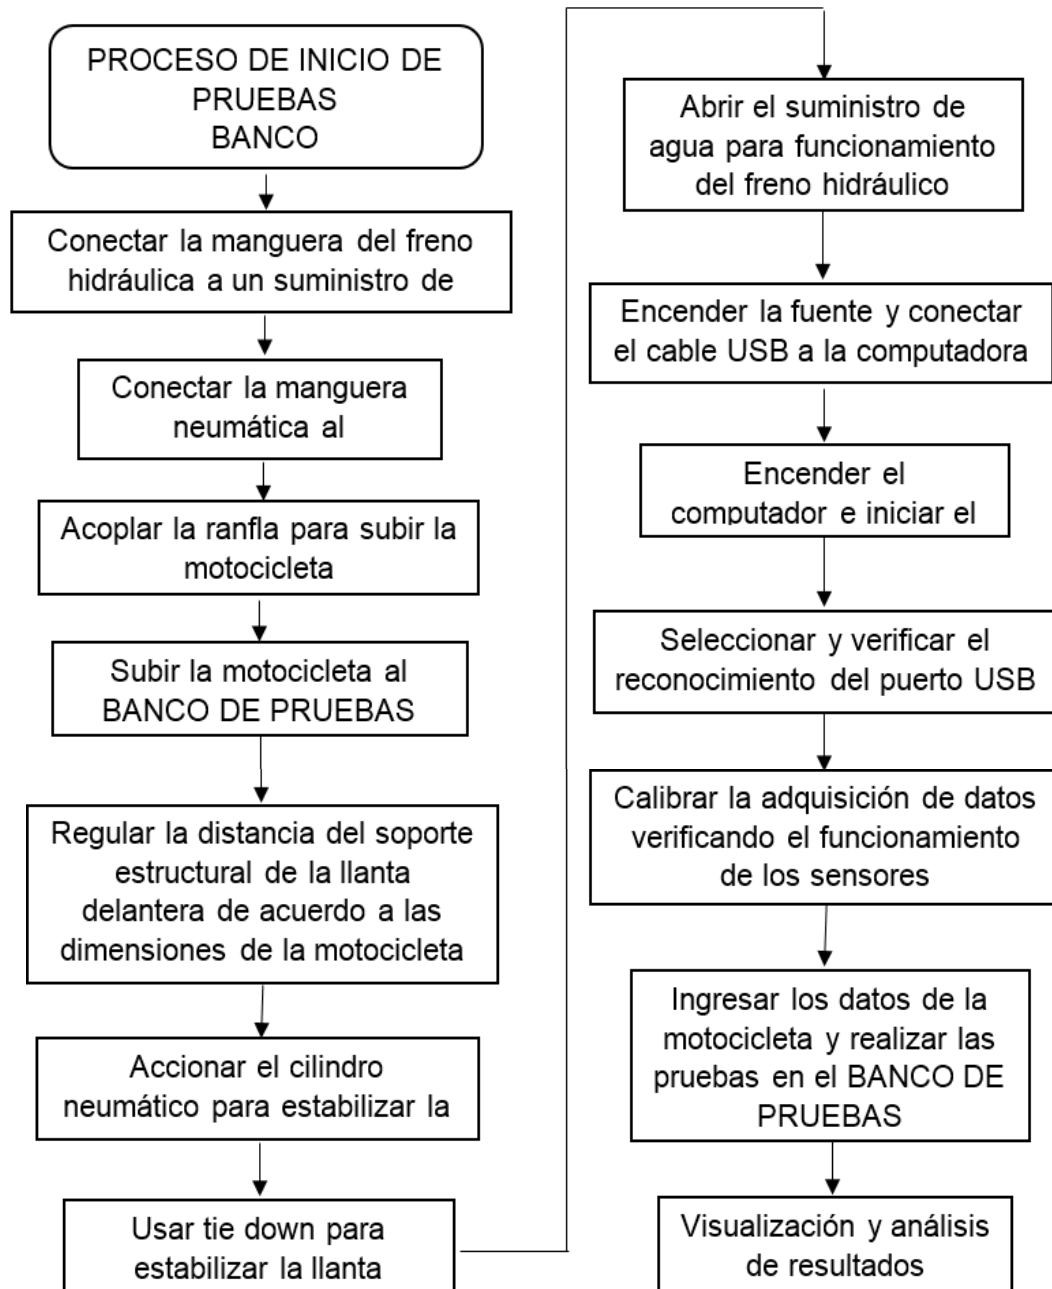 PROCESO DE INICIO DE
PRUEBAS
BANCO
Conectar la manguera del freno
hidráulica a un suministro de
Conectar la manguera
neumática al
Acoplar la ranfla para subir la
motocicleta
Subir la motocicleta al
BANCO DE PRUEBAS
Regular la distancia del soporte
estructural de la llanta
delantera de acuerdo a las
dimensiones de la motocicleta
Accionar el cilindro
neumático para estabilizar la
Usar tie down para
estabilizar la llanta
Abrir el suministro de
agua para funcionamiento
del freno hidráulico
Encender la fuente y conectar
el cable USB a la computadora
Encender el
computador e iniciar el
Seleccionar y verificar el
reconocimiento del puerto USB
Calibrar la adquisición de datos
verificando el funcionamiento
de los sensores
Ingresar los datos de la
motocicleta y realizar las
pruebas en el BANCO DE
PRUEBAS
Visualización y análisis
de resultados